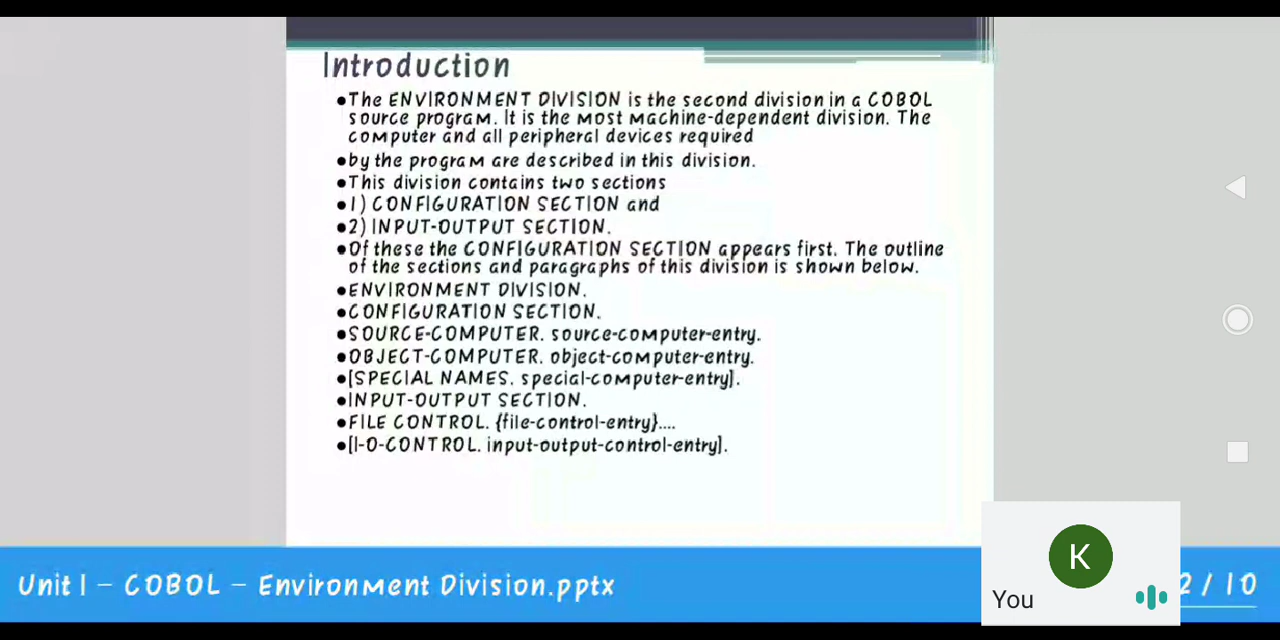 Introduction
•The ENVIRONMENT DIVISION is the second division in a COBOL
source program. It is the most machine-dependent division. The
computer and all peripheral devices required
•by the program are described in this division.
•This division contains two sections
•1) CONFIGURATION SECTION and
•2) INPUT-OUTPUT SECTION.
•Of these the CONFIGURATION SECTION appears first. The outline
of the sections and paragraphs of this division is shown below.
•ENVIRONMENT DIVISION.
•CONFIGURATION SECTION.
•SOURCE-COMPUTER. source-computer-entry.
•OBJECT-COMPUTER. object-computer-entry.
•[SPECIAL NAMES. special-computer-entry].
•INPUT-OUTPUT SECTION.
•FILE CONTROL. {file-control-entry}....
•[I-O-CONTROL. input-output-control-entry].
K
You
Unit I – COBOL – Environment Division.pptx
2 / 10